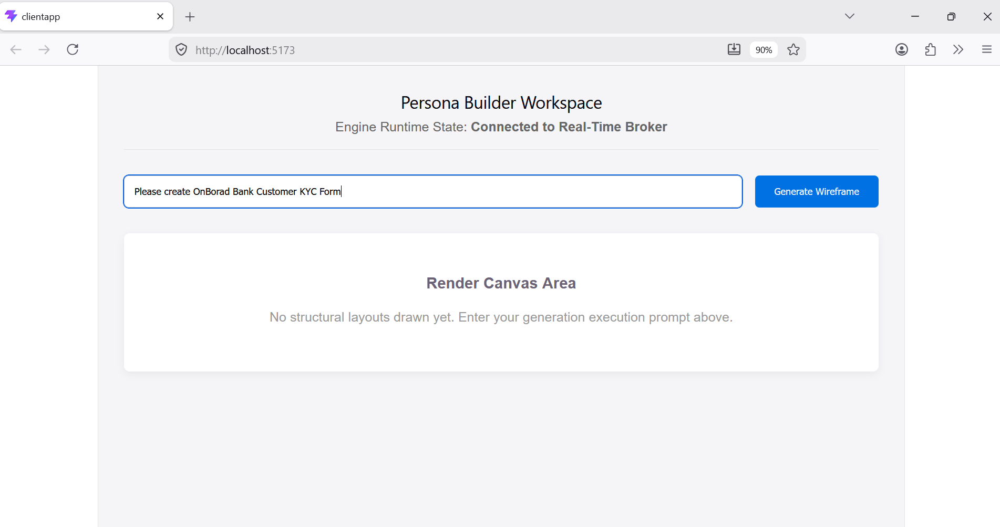 clientapp
http://localhost:5173
90%
Persona Builder Workspace
Engine Runtime State: Connected to Real-Time Broker
Please create OnBorad Bank Customer KYC Form
Generate Wireframe
Render Canvas Area
No structural layouts drawn yet. Enter your generation execution prompt above.